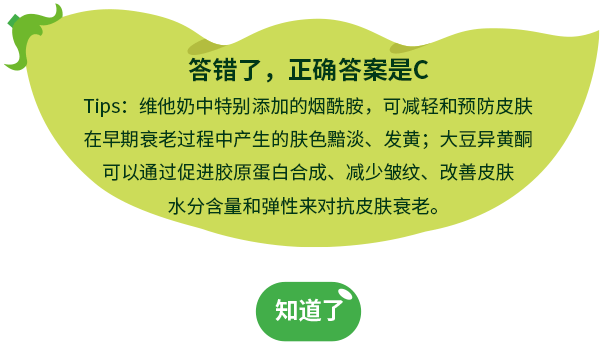 答错了，正确答案是C
Tips：维他奶中特别添加的烟酰胺，可减轻和预防皮肤
在早期衰老过程中产生的肤色黯淡、发黄；大豆异黄酮
可以通过促进胶原蛋白合成、减少皱纹、改善皮肤
水分含量和弹性来对抗皮肤衰老。
知道了